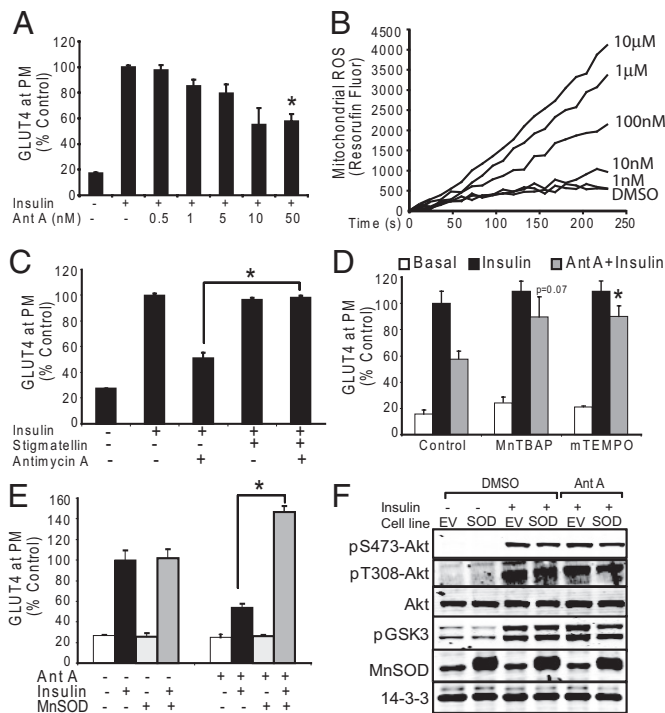 A
GLUT4 at PM
(% Control)
120
100
80
60
40
20
0
*
Insulin - + + + + + +
Ant A (nM) - - 0.5 1 5 10 50
B
Mitochondrial ROS
(Resorufin Fluor)
4500
4000
3500
3000
2500
2000
1500
1000
500
0
10μM
1μM
100nM
10nM
1nM
DMSO
Time (s) 0 50 100 150 200 250
C
GLUT4 at PM
(% Control)
120
100
80
60
40
20
0
*
Insulin - + + + +
Stigmatellin - - - + +
Antimycin A - - + - +
D
Basal Insulin Ant A+Insulin
GLUT4 at PM
(% Control)
120
100
80
60
40
20
0
p=0.07
*
Control MnTBAP mTEMPO
E
GLUT4 at PM
(% Control)
160
140
120
100
80
60
40
20
0
*
Ant A - - - - + + + +
Insulin - + - + - + - +
MnSOD - - + + - - + +
F
DMSO Ant A
Insulin - - + + + +
Cell line EV SOD EV SOD EV SOD
pS473-Akt
pT308-Akt
Akt
pGSK3
MnSOD
14-3-3